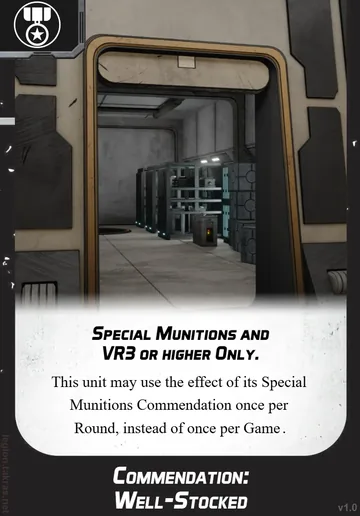 Special Munitions and
VR3 or higher Only.
This unit may use the effect of its Special
Munitions Commendation once per
Round, instead of once per Game.
Commendation:
Well-Stocked
v1.0